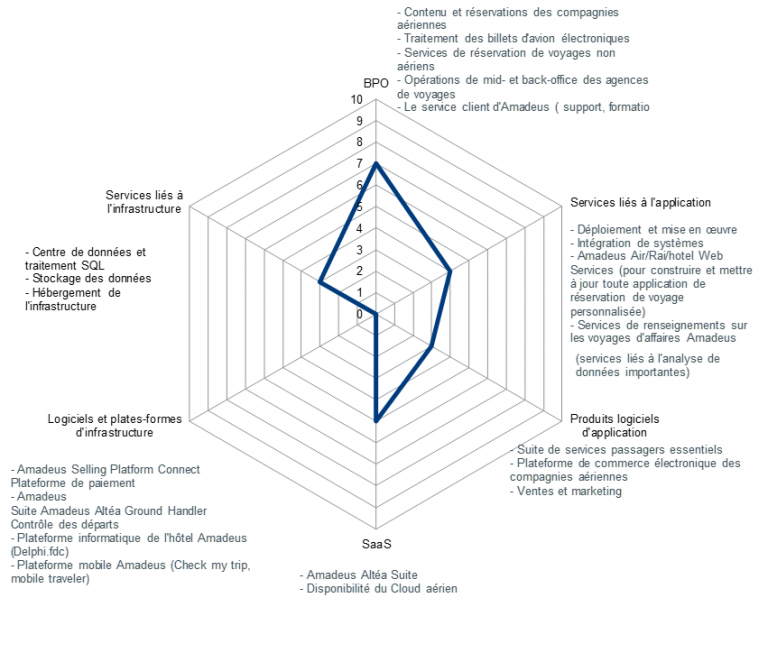 - Contenu et réservations des compagnies
aériennes
- Traitement des billets d'avion électroniques
- Services de réservation de voyages non
aériens
- Opérations de mid- et back-office des agences
de voyages
- Le service client d'Amadeus ( support, formatio
BPO
10
9
8
7
6
5
4
3
2
1
0
Services liés à
l'infrastructure
- Centre de données et
traitement SQL
- Stockage des données
- Hébergement de
l'infrastructure
Services liés à l'application
- Déploiement et mise en œuvre
- Intégration de systèmes
- Amadeus Air/Rai/hotel Web
Services (pour construire et mettre
à jour toute application de
réservation de voyage
personnalisée)
- Services de renseignements sur
les voyages d'affaires Amadeus
(services liés à l'analyse de
données importantes)
Logiciels et plates-formes
d'infrastructure
- Amadeus Selling Platform Connect
Plateforme de paiement
- Amadeus
Suite Amadeus Altéa Ground Handler
Contrôle des départs
- Plateforme informatique de l'hôtel Amadeus
(Delphi.fdc)
- Plateforme mobile Amadeus (Check my trip,
mobile traveler)
Produits logiciels
d'application
- Suite de services passagers essentiels
- Plateforme de commerce électronique des
compagnies aériennes
- Ventes et marketing
SaaS
- Amadeus Altéa Suite
- Disponibilité du Cloud aérien